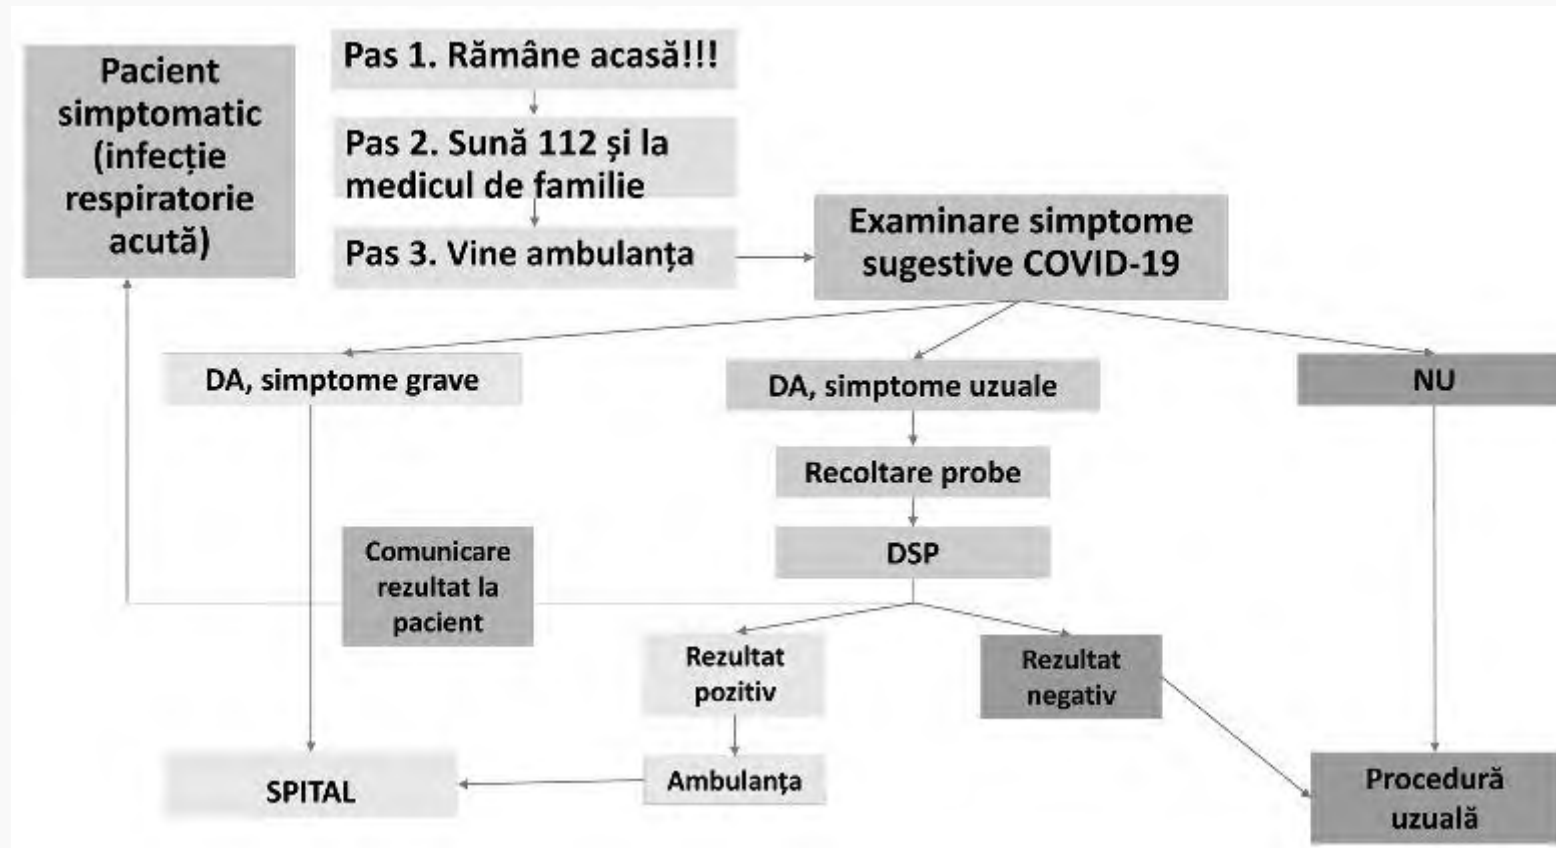 Pacient
simptomatic
(infecție
respiratorie
acută)
Pas 1. Rămâne acasă!!!
Pas 2. Sună 112 și la
medicul de familie
Pas 3. Vine ambulanța
Examinare simptome
sugestive COVID-19
DA, simptome grave
DA, simptome uzuale
NU
Recoltare probe
DSP
Comunicare
rezultat la
pacient
Rezultat
pozitiv
Rezultat
negativ
SPITAL
Ambulanța
Procedură
uzuală